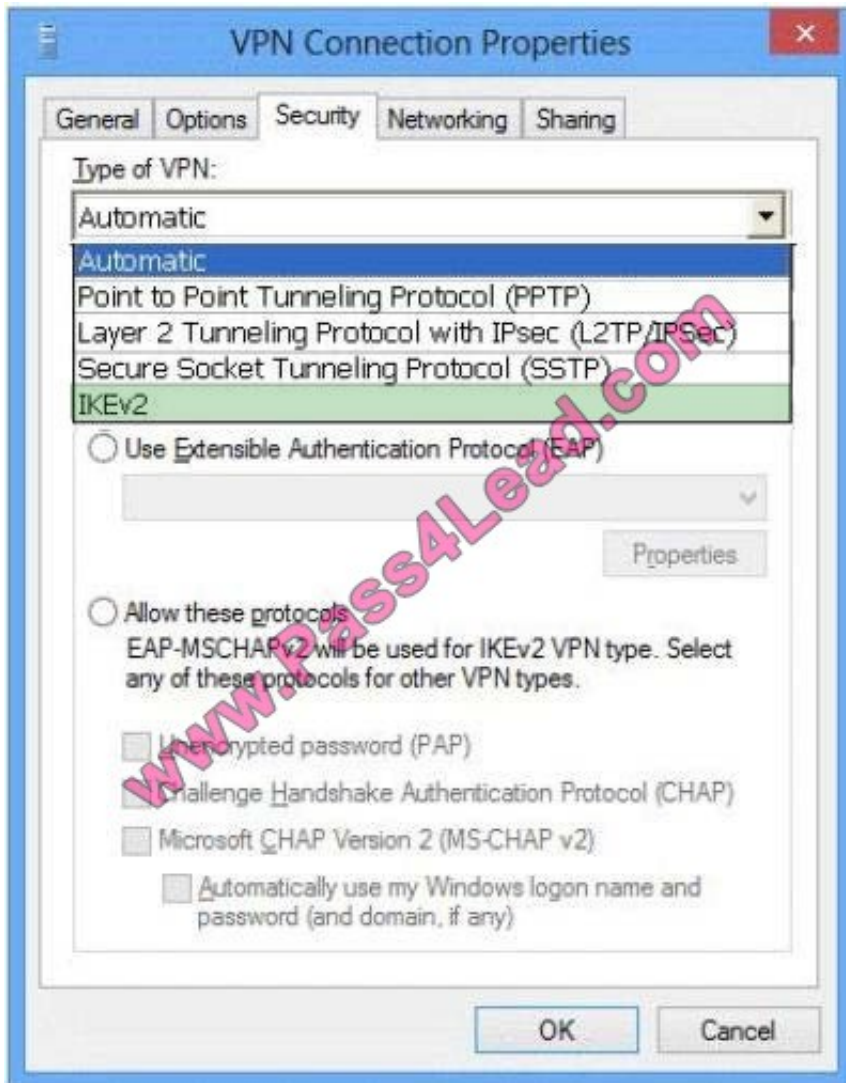 VPN Connection Properties
General Options Security Networking Sharing
Type of VPN:
Automatic
Automatic
Point to Point Tunneling Protocol (PPTP)
Layer 2 Tunneling Protocol with IPsec (L2TP/IPSec)
Secure Socket Tunneling Protocol (SSTP)
IKEv2
Use Extensible Authentication Protocol (EAP)
Properties
Allow these protocols
EAP-MSCHAPv2 will be used for IKEv2 VPN type. Select
any of these protocols for other VPN types.
Unencrypted password (PAP)
Challenge Handshake Authentication Protocol (CHAP)
Microsoft CHAP Version 2 (MS-CHAP v2)
Automatically use my Windows logon name and
password (and domain, if any)
OK Cancel
www.Pass4Lead.com